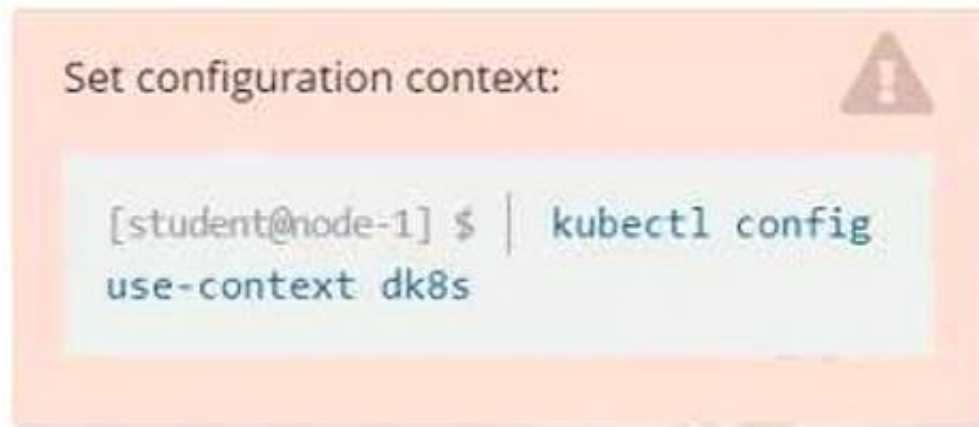 Set configuration context:
[student@node-1] $ | kubectl config
use-context dk8s